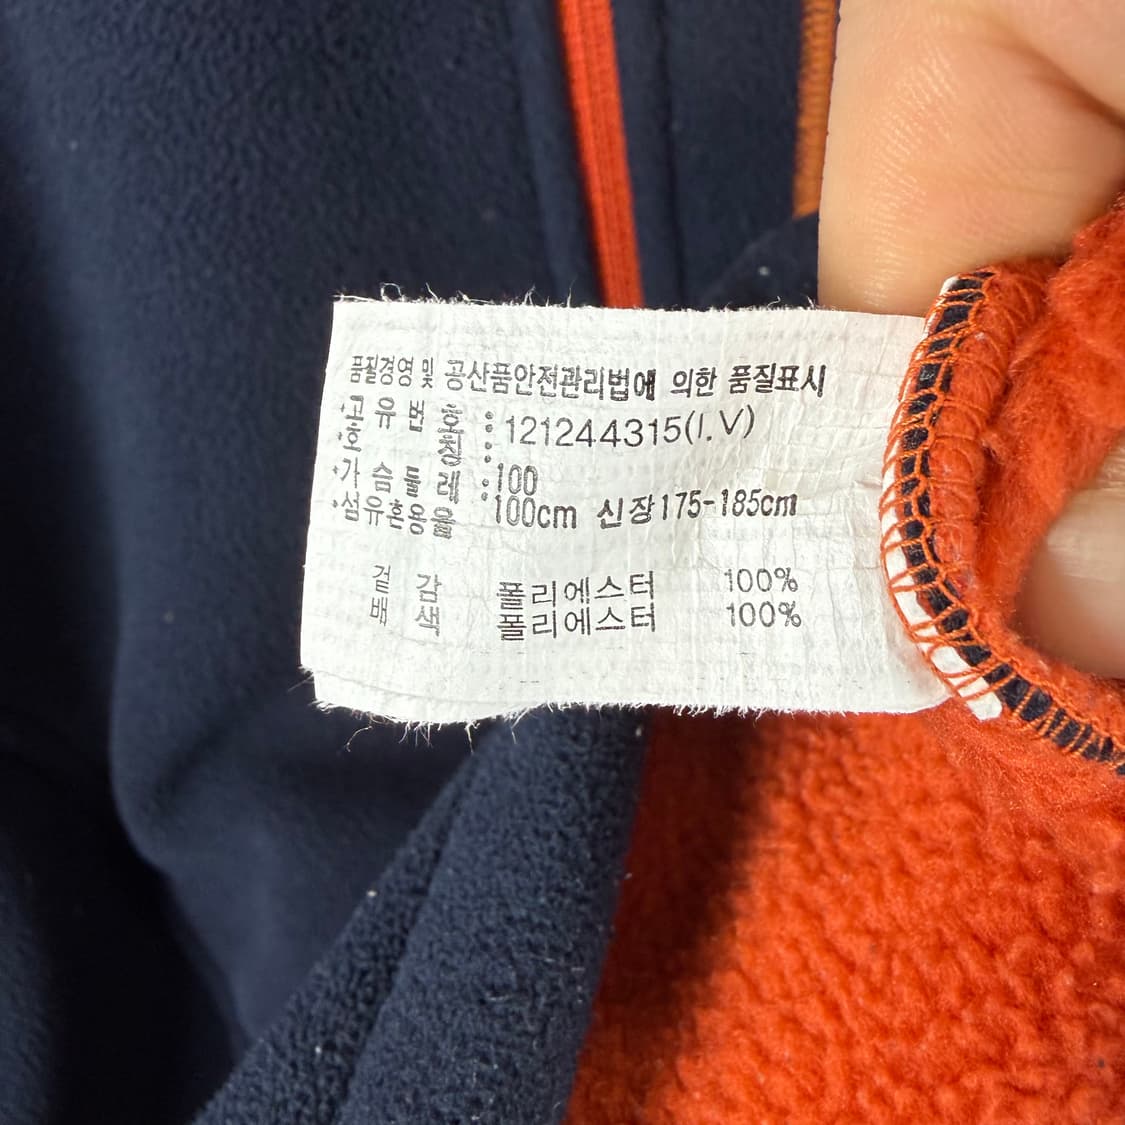 품질경영 및 공산품안전관리법에 의한 품질표시
·고유번호 : 121244315(I.V)
·호칭 : 100
·가슴둘레 : 100cm 신장175-185cm
·섬유혼용율
겉감 폴리에스터 100%
배색 폴리에스터 100%